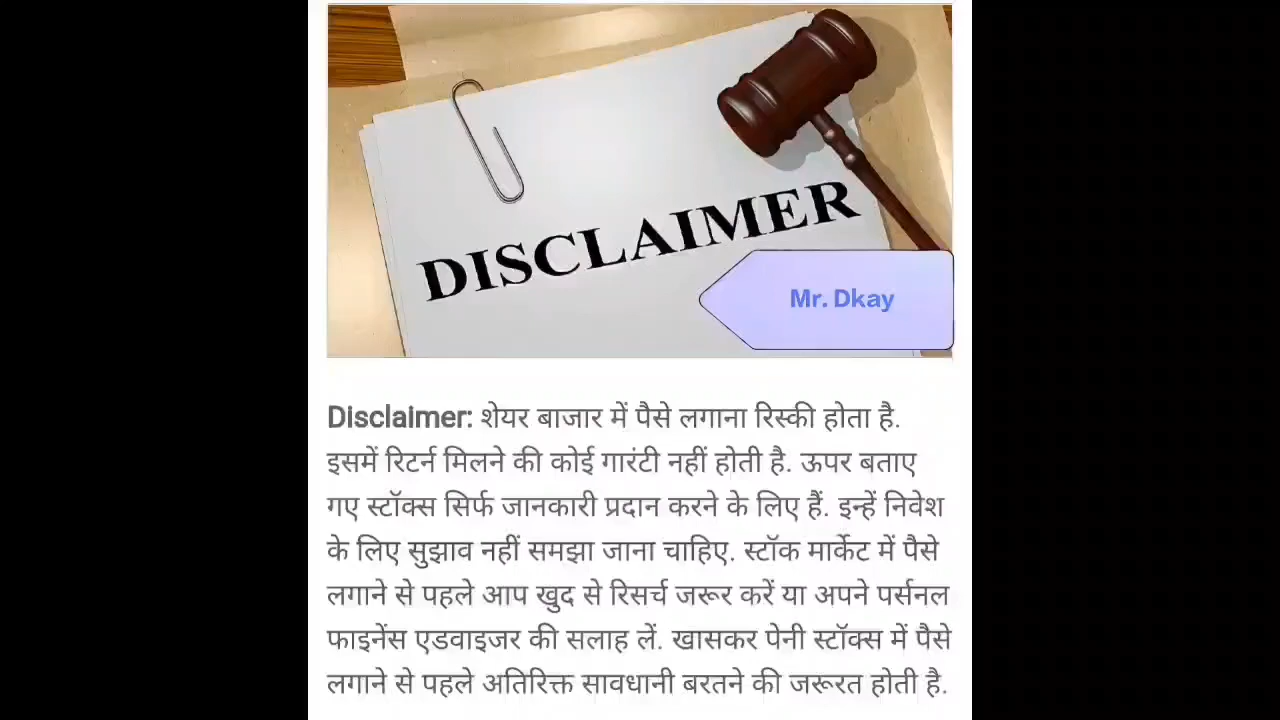 DISCLAIMER
Mr. Dkay
Disclaimer: शेयर बाजार में पैसे लगाना रिस्की होता है.
इसमें रिटर्न मिलने की कोई गारंटी नहीं होती है. ऊपर बताए
गए स्टॉक्स सिर्फ जानकारी प्रदान करने के लिए हैं. इन्हें निवेश
के लिए सुझाव नहीं समझा जाना चाहिए. स्टॉक मार्केट में पैसे
लगाने से पहले आप खुद से रिसर्च जरूर करें या अपने पर्सनल
फाइनेंस एडवाइजर की सलाह लें. खासकर पेनी स्टॉक्स में पैसे
लगाने से पहले अतिरिक्त सावधानी बरतने की जरूरत होती है.